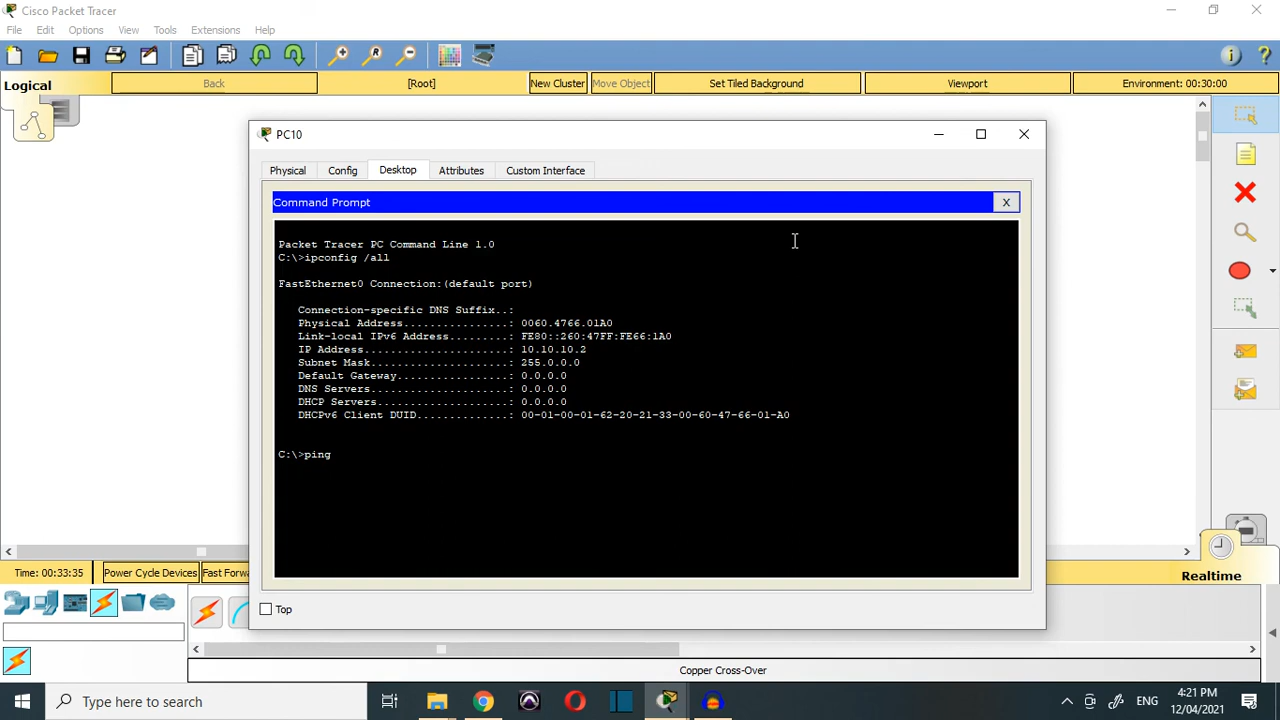 Cisco Packet Tracer
File Edit Options View Tools Extensions Help
Logical Back [Root] New Cluster Move Object Set Tiled Background Viewport Environment: 00:30:00
PC10
Physical Config Desktop Attributes Custom Interface
Command Prompt X
Packet Tracer PC Command Line 1.0
C:\>ipconfig /all
FastEthernet0 Connection:(default port)
Connection-specific DNS Suffix..:
Physical Address................: 0060.4766.01A0
Link-local IPv6 Address.........: FE80::260:47FF:FE66:1A0
IP Address......................: 10.10.10.2
Subnet Mask.....................: 255.0.0.0
Default Gateway.................: 0.0.0.0
DNS Servers.....................: 0.0.0.0
DHCP Servers....................: 0.0.0.0
DHCPv6 Client DUID..............: 00-01-00-01-62-20-21-33-00-60-47-66-01-A0
C:\>ping
Time: 00:33:35 Power Cycle Devices Fast Forw
Realtime
Top
Copper Cross-Over
Type here to search
ENG
4:21 PM
12/04/2021